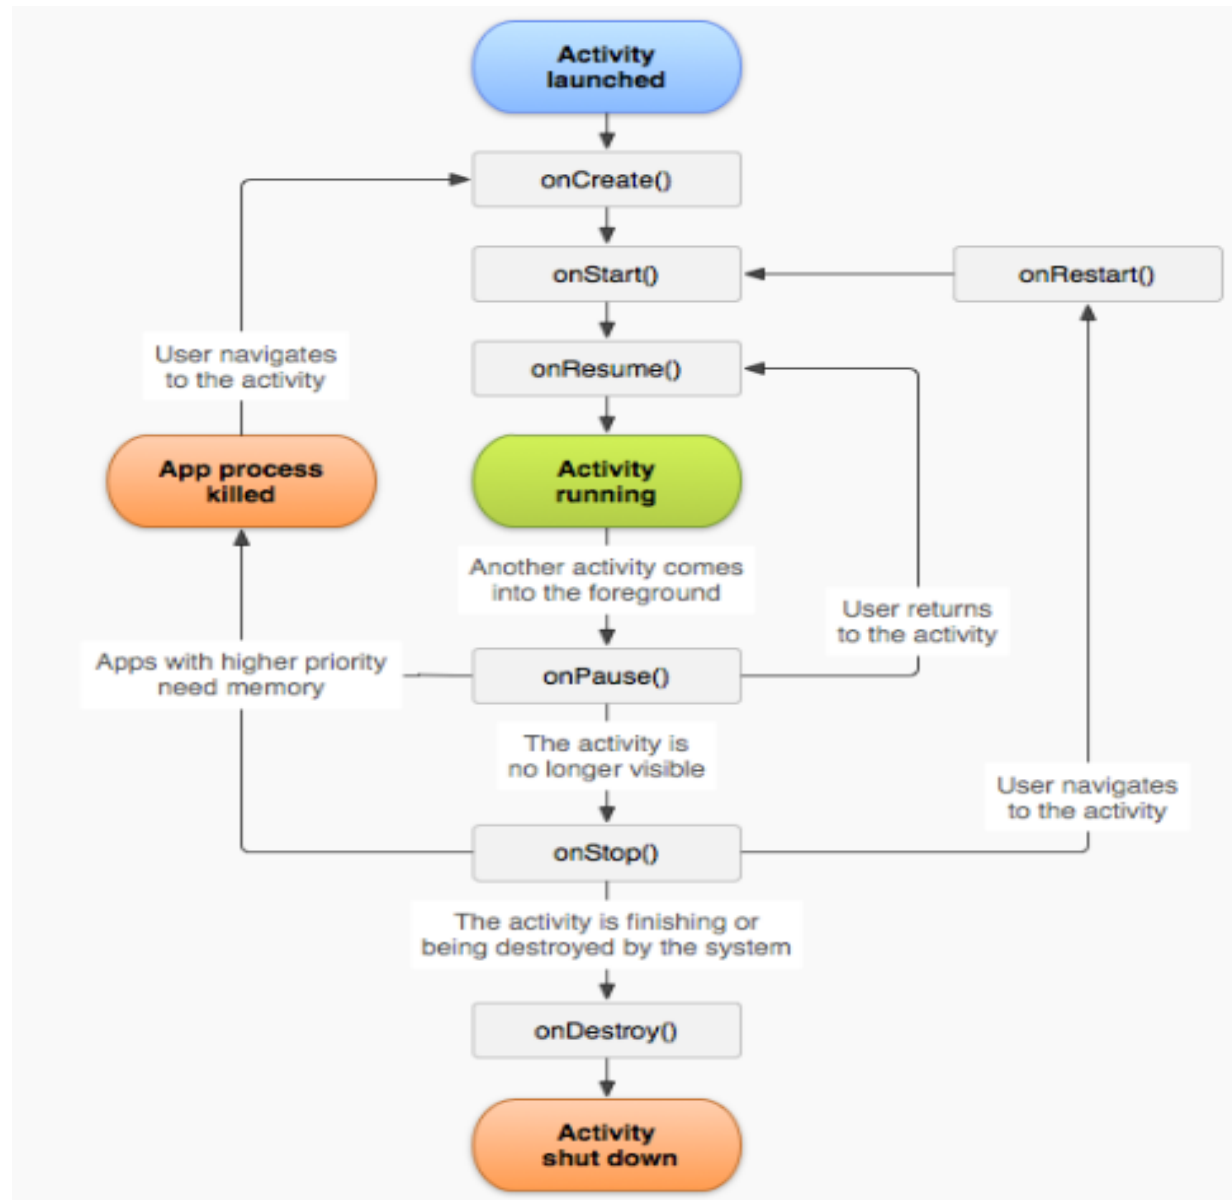 Activity
launched
onCreate()
onStart()
onRestart()
onResume()
User navigates
to the activity
App process
killed
Activity
running
Another activity comes
into the foreground
User returns
to the activity
Apps with higher priority
need memory
onPause()
The activity is
no longer visible
User navigates
to the activity
onStop()
The activity is finishing or
being destroyed by the system
onDestroy()
Activity
shut down